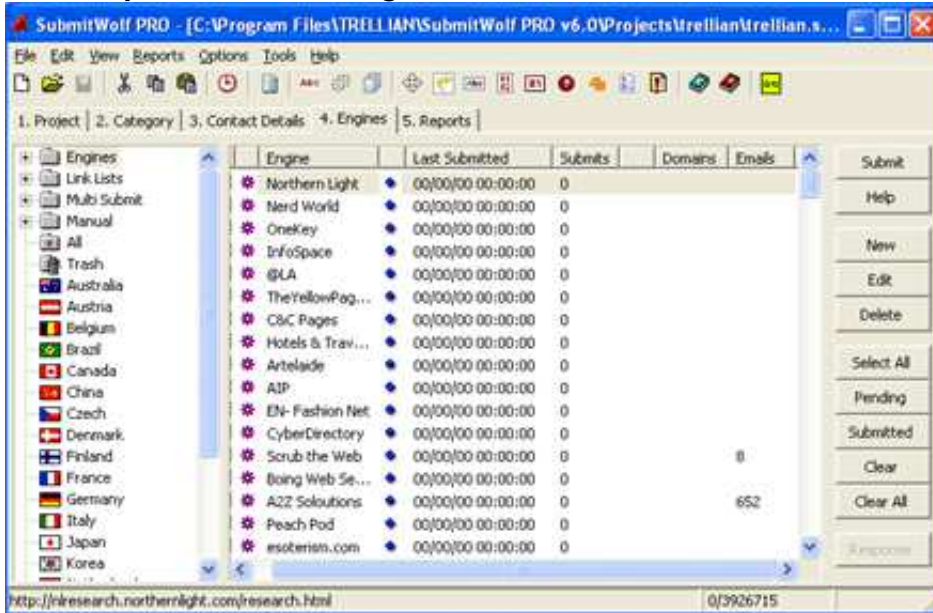 SubmitWolf PRO - [C:\Program Files\TRELLIAN\SubmitWolf PRO v6.0\Projects\trellian\trellian.s...
File Edit View Reports Options Tools Help
1. Project 2. Category 3. Contact Details 4. Engines 5. Reports
Engines
Link Lists
Multi Submit
Manual
All
Trash
Australia
Austria
Belgium
Brazil
Canada
China
Czech
Denmark
Finland
France
Germany
Italy
Japan
Korea
Engine Last Submitted Submits Domains Emails
Northern Light 00/00/00 00:00:00 0
Nerd World 00/00/00 00:00:00 0
OneKey 00/00/00 00:00:00 0
InfoSpace 00/00/00 00:00:00 0
@LA 00/00/00 00:00:00 0
TheYellowPag... 00/00/00 00:00:00 0
C&C Pages 00/00/00 00:00:00 0
Hotels & Trav... 00/00/00 00:00:00 0
Artelaide 00/00/00 00:00:00 0
AIP 00/00/00 00:00:00 0
EN- Fashion Net 00/00/00 00:00:00 0
CyberDirectory 00/00/00 00:00:00 0
Scrub the Web 00/00/00 00:00:00 0 8
Boing Web Se... 00/00/00 00:00:00 0
A2Z Soloutions 00/00/00 00:00:00 0 652
Peach Pod 00/00/00 00:00:00 0
esoterism.com 00/00/00 00:00:00 0
Submit
Help
New
Edit
Delete
Select All
Pending
Submitted
Clear
Clear All
Response
http://nlresearch.northernlight.com/research.html 0/3926715